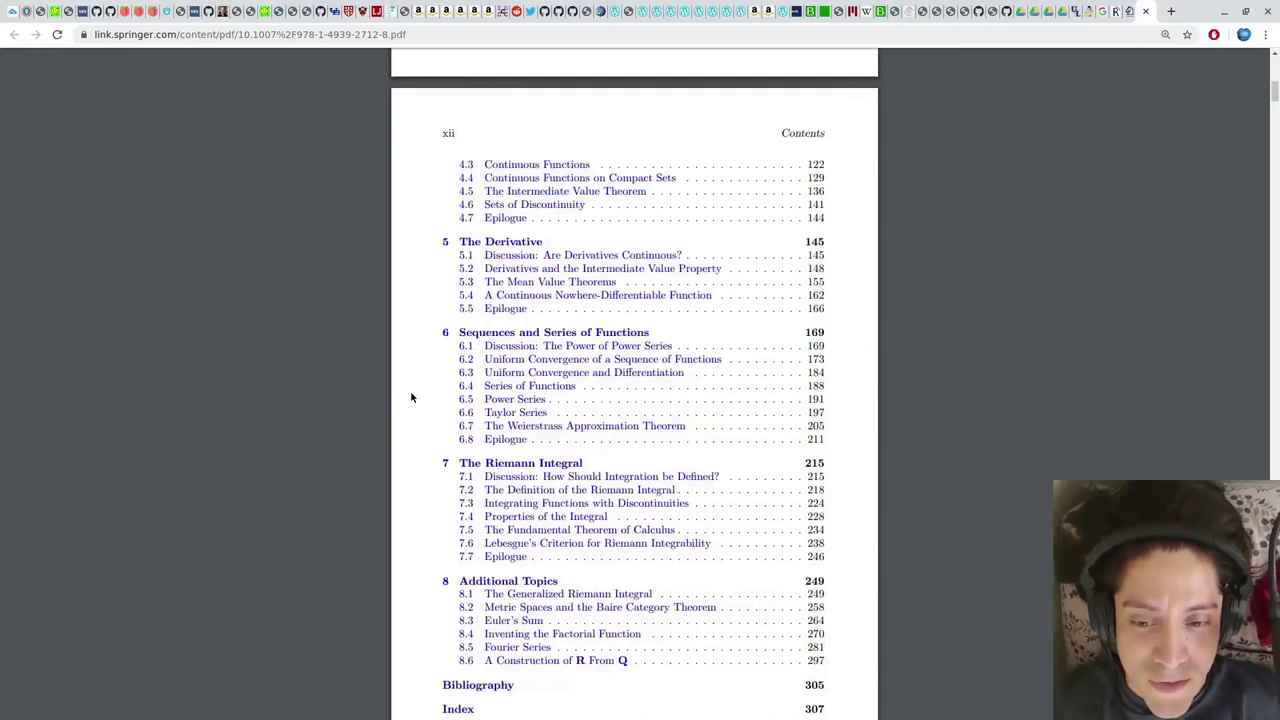 link.springer.com/content/pdf/10.1007%2F978-1-4939-2712-8.pdf
xii Contents
4.3 Continuous Functions . . . . . . . . . . . . . . . . . . . . . . . 122
4.4 Continuous Functions on Compact Sets . . . . . . . . . . . . . 129
4.5 The Intermediate Value Theorem . . . . . . . . . . . . . . . . . 136
4.6 Sets of Discontinuity . . . . . . . . . . . . . . . . . . . . . . . . 141
4.7 Epilogue . . . . . . . . . . . . . . . . . . . . . . . . . . . . . . 144
5 The Derivative 145
5.1 Discussion: Are Derivatives Continuous? . . . . . . . . . . . . . 145
5.2 Derivatives and the Intermediate Value Property . . . . . . . . 148
5.3 The Mean Value Theorems . . . . . . . . . . . . . . . . . . . . 155
5.4 A Continuous Nowhere-Differentiable Function . . . . . . . . . 162
5.5 Epilogue . . . . . . . . . . . . . . . . . . . . . . . . . . . . . . 166
6 Sequences and Series of Functions 169
6.1 Discussion: The Power of Power Series . . . . . . . . . . . . . . 169
6.2 Uniform Convergence of a Sequence of Functions . . . . . . . . 173
6.3 Uniform Convergence and Differentiation . . . . . . . . . . . . 184
6.4 Series of Functions . . . . . . . . . . . . . . . . . . . . . . . . . 188
6.5 Power Series . . . . . . . . . . . . . . . . . . . . . . . . . . . . 191
6.6 Taylor Series . . . . . . . . . . . . . . . . . . . . . . . . . . . . 197
6.7 The Weierstrass Approximation Theorem . . . . . . . . . . . . 205
6.8 Epilogue . . . . . . . . . . . . . . . . . . . . . . . . . . . . . . 211
7 The Riemann Integral 215
7.1 Discussion: How Should Integration be Defined? . . . . . . . . 215
7.2 The Definition of the Riemann Integral . . . . . . . . . . . . . . 218
7.3 Integrating Functions with Discontinuities . . . . . . . . . . . . 224
7.4 Properties of the Integral . . . . . . . . . . . . . . . . . . . . . 228
7.5 The Fundamental Theorem of Calculus . . . . . . . . . . . . . . 234
7.6 Lebesgue's Criterion for Riemann Integrability . . . . . . . . . 238
7.7 Epilogue . . . . . . . . . . . . . . . . . . . . . . . . . . . . . . 246
8 Additional Topics 249
8.1 The Generalized Riemann Integral . . . . . . . . . . . . . . . . 249
8.2 Metric Spaces and the Baire Category Theorem . . . . . . . . . 258
8.3 Euler's Sum . . . . . . . . . . . . . . . . . . . . . . . . . . . . . 264
8.4 Inventing the Factorial Function . . . . . . . . . . . . . . . . . 270
8.5 Fourier Series . . . . . . . . . . . . . . . . . . . . . . . . . . . . 281
8.6 A Construction of R From Q . . . . . . . . . . . . . . . . . . . 297
Bibliography 305
Index 307